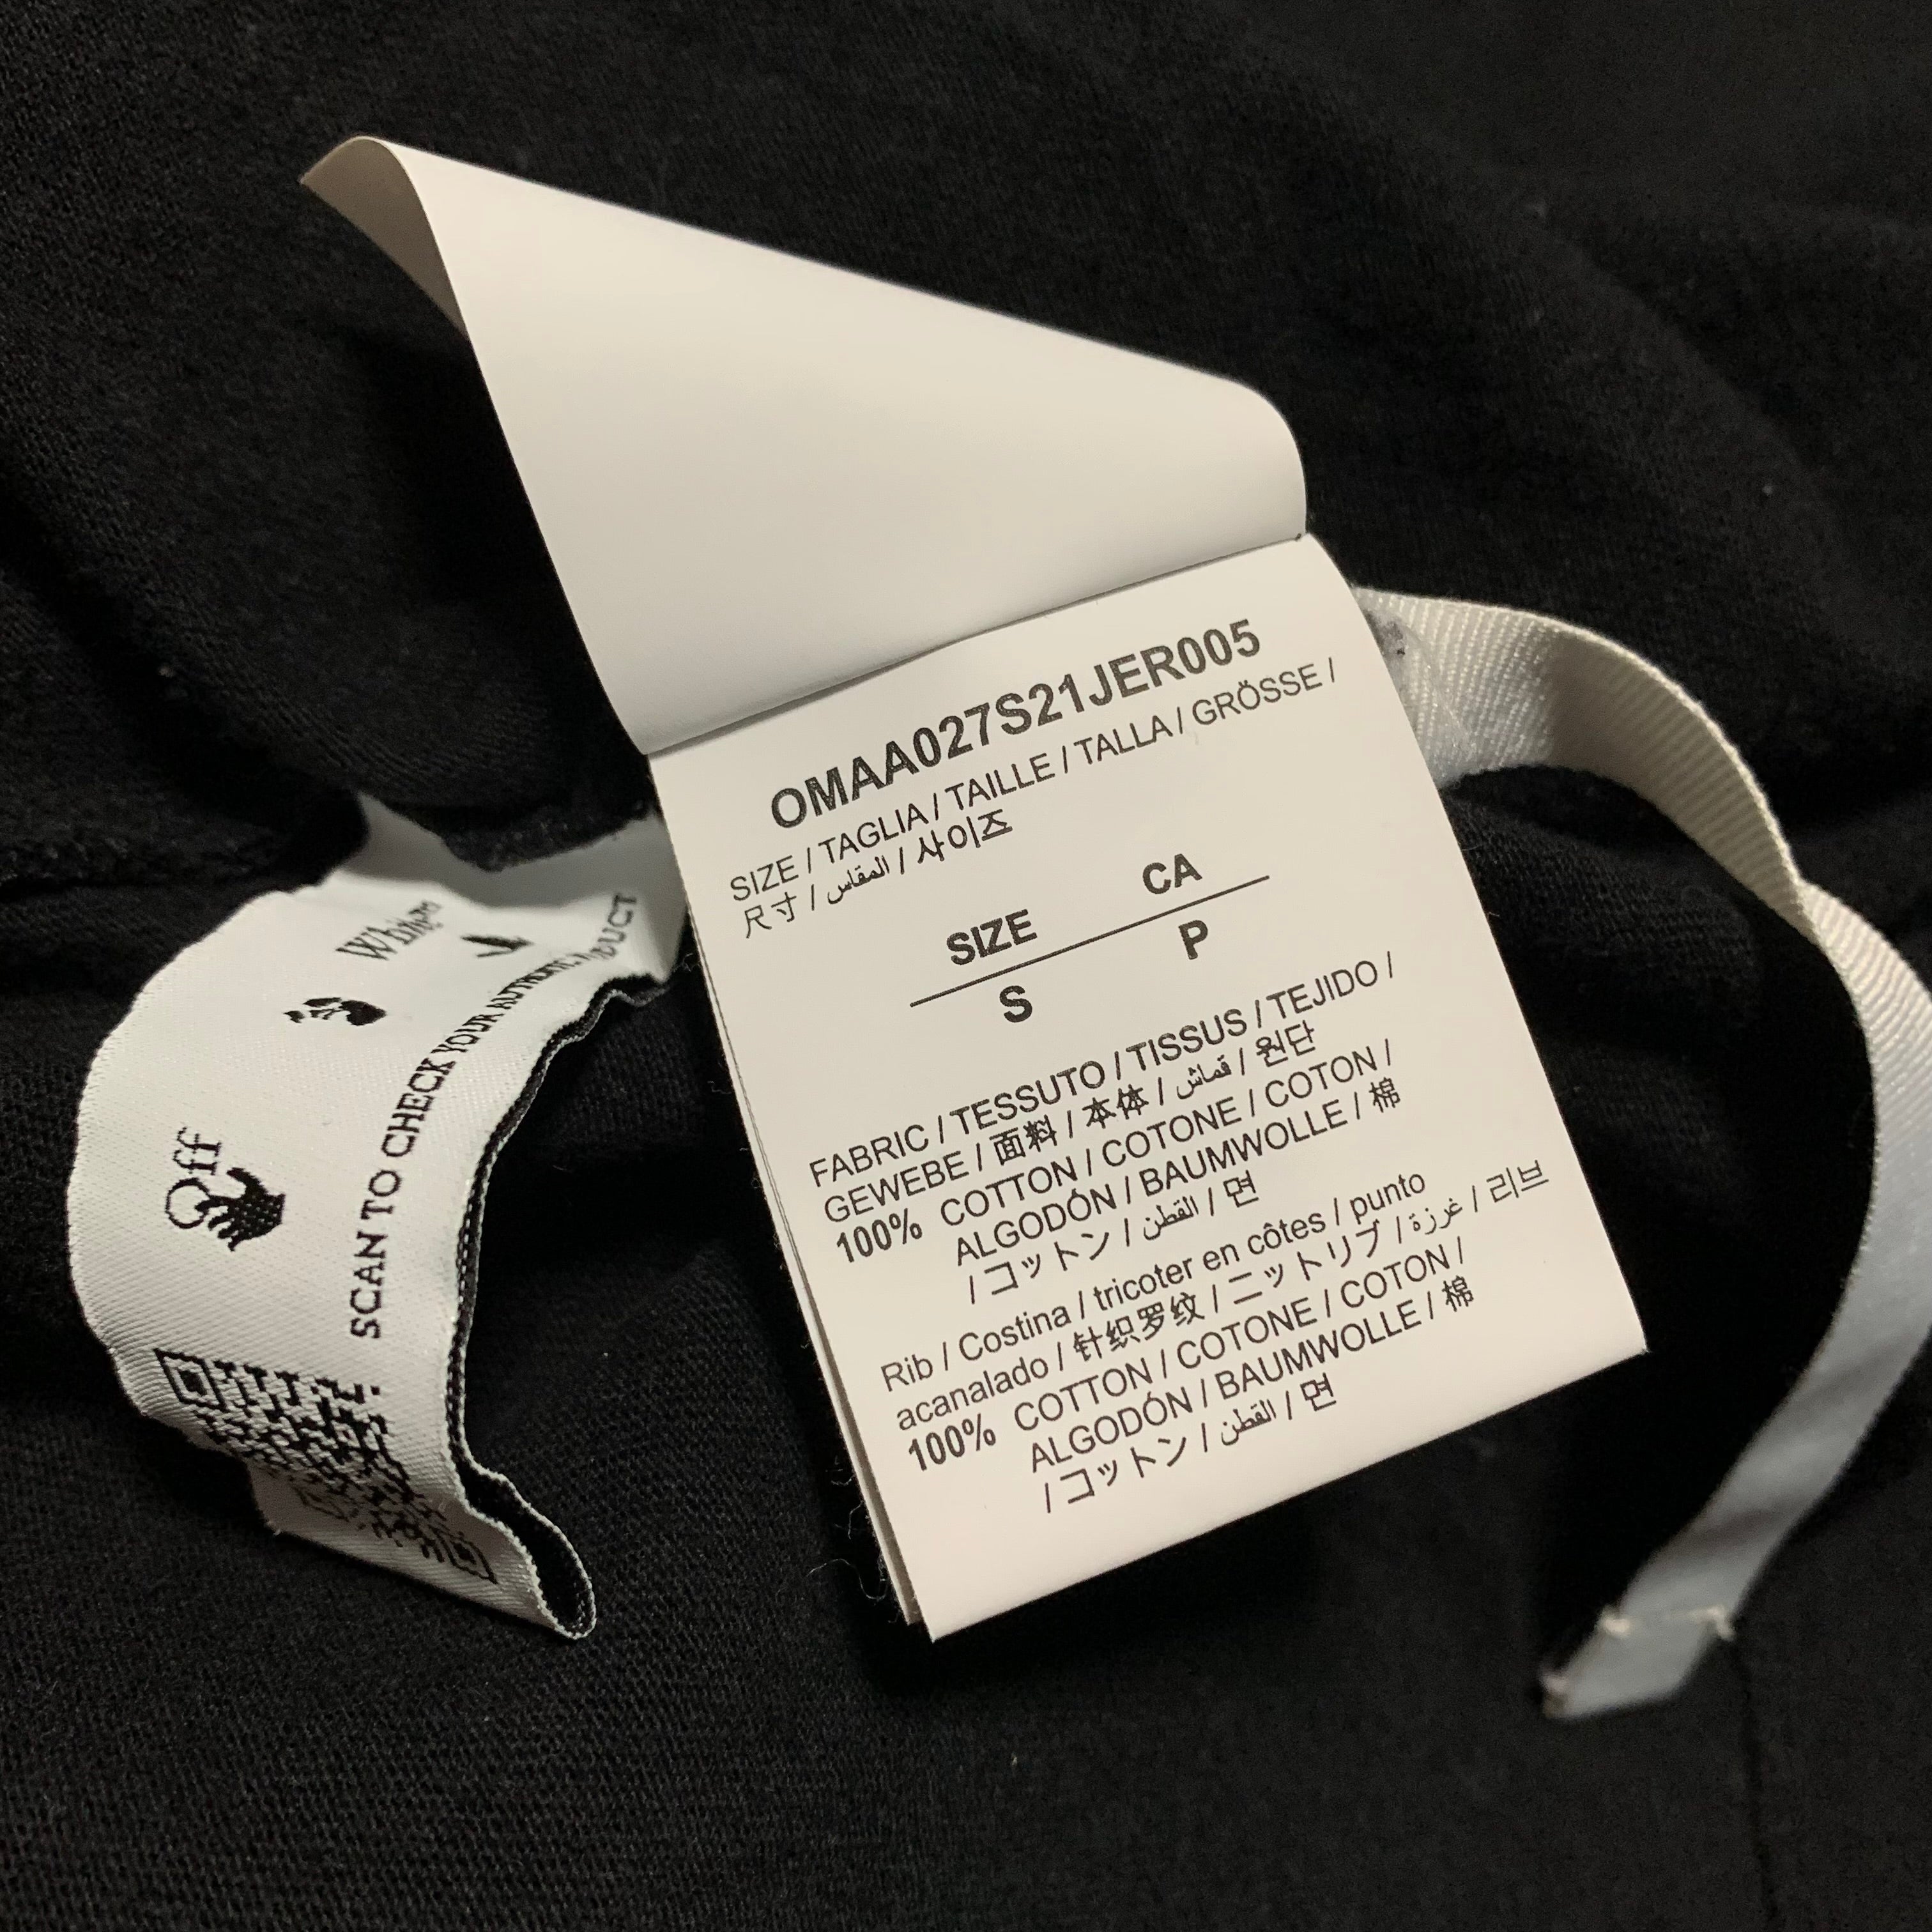 OMAA027S21JER005
SIZE / TAGLIA / TAILLE / TALLA / GRÖSSE /
尺寸 / المقاس / 사이즈
SIZE CA
S P
FABRIC / TESSUTO / TISSUS / TEJIDO /
GEWEBE / 面料 / 本体 / قماش / 원단
100% COTTON / COTONE / COTON /
ALGODÓN / BAUMWOLLE / 棉
/ コットン / القطن / 면
Rib / Costina / tricoter en côtes / punto
acanalado / 针织罗纹 / ニットリブ / غرزة / 리브
100% COTTON / COTONE / COTON /
ALGODÓN / BAUMWOLLE / 棉
/ コットン / القطن / 면
Off
SCAN TO CHECK YOUR